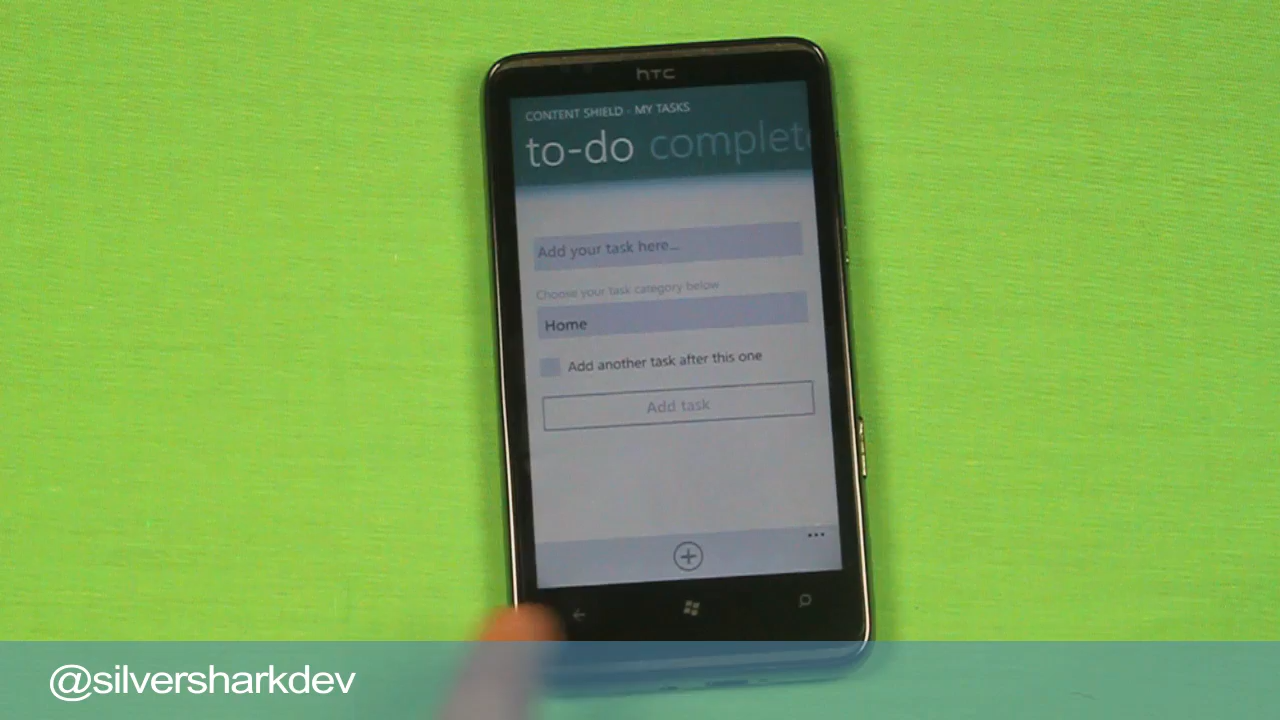 hTC
CONTENT SHIELD - MY TASKS
to-do complete
Add your task here...
Choose your task category below
Home
Add another task after this one
Add task
@silversharkdev